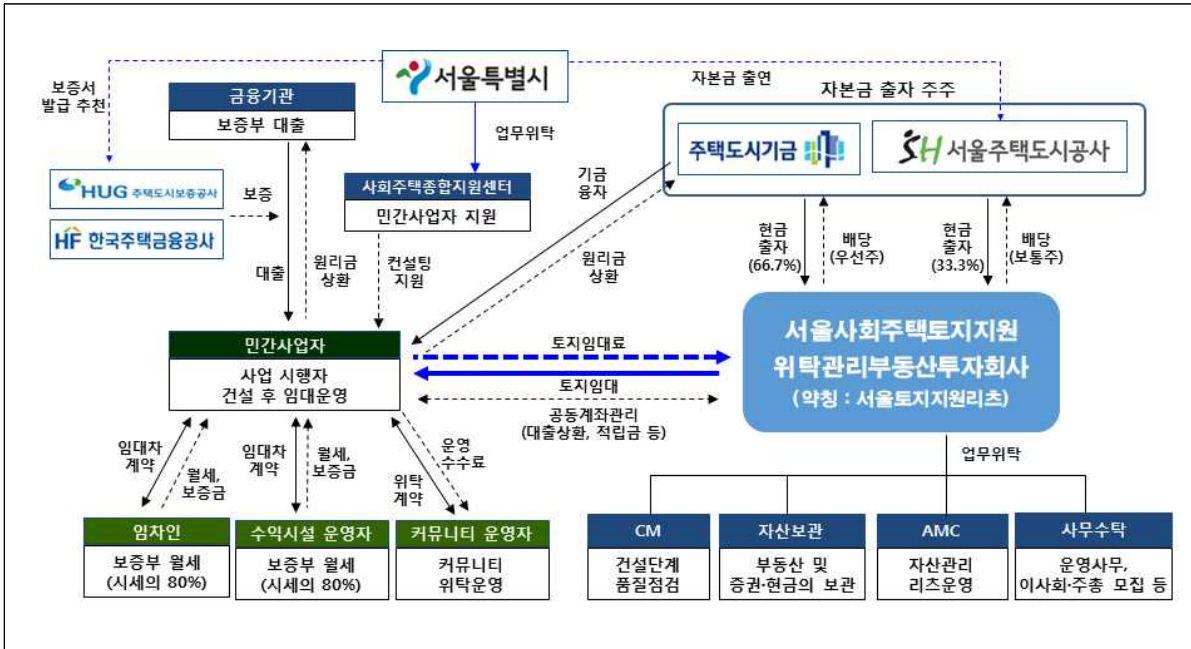 서울특별시
자본금 출연
자본금 출자 주주
보증서
발급 추천
금융기관
보증부 대출
업무위탁
주택도시기금
SH 서울주택도시공사
HUG 주택도시보증공사
HF 한국주택금융공사
보증
사회주택종합지원센터
민간사업자 지원
기금
융자
원리금
상환
현금
출자
(66.7%)
배당
(우선주)
현금
출자
(33.3%)
배당
(보통주)
대출
원리금
상환
컨설팅
지원
민간사업자
사업 시행자
건설 후 임대운영
토지임대료
토지임대
공동계좌관리
(대출상환, 적립금 등)
서울사회주택토지지원
위탁관리부동산투자회사
(약칭 : 서울토지지원리츠)
임대차
계약
월세,
보증금
임대차
계약
월세,
보증금
운영
수수료
위탁
계약
업무위탁
임차인
보증부 월세
(시세의 80%)
수익시설 운영자
보증부 월세
(시세의 80%)
커뮤니티 운영자
커뮤니티
위탁운영
CM
건설단계
품질점검
자산보관
부동산 및
증권·현금의 보관
AMC
자산관리
리츠운영
사무수탁
운영사무,
이사회·주총 모집 등